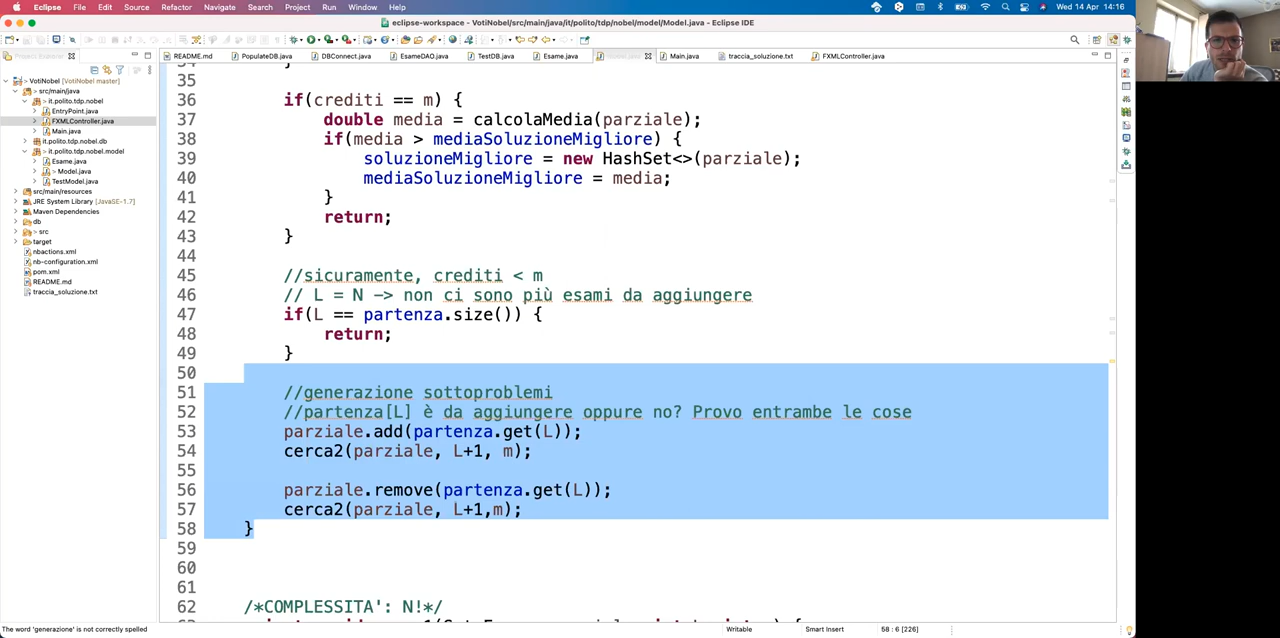 Eclipse File Edit Source Refactor Navigate Search Project Run Window Help Wed 14 Apr 14:16
eclipse-workspace - VotiNobel/src/main/java/it/polito/tdp/nobel/model/Model.java - Eclipse IDE
README.md PopulateDB.java DBConnect.java EsameDAO.java TestDB.java Esame.java Main.java traccia_soluzione.txt FXMLController.java
VotiNobel [VotiNobel master]
src/main/java
it.polito.tdp.nobel
EntryPoint.java
FXMLController.java
Main.java
it.polito.tdp.nobel.db
it.polito.tdp.nobel.model
Esame.java
> Model.java
TestModel.java
src/main/resources
JRE System Library [JavaSE-1.7]
Maven Dependencies
db
> src
target
nbactions.xml
nb-configuration.xml
pom.xml
README.md
traccia_soluzione.txt
34 }
35
36 if(crediti == m) {
37 double media = calcolaMedia(parziale);
38 if(media > mediaSoluzioneMigliore) {
39 soluzioneMigliore = new HashSet<>(parziale);
40 mediaSoluzioneMigliore = media;
41 }
42 return;
43 }
44
45 //sicuramente, crediti < m
46 // L = N -> non ci sono più esami da aggiungere
47 if(L == partenza.size()) {
48 return;
49 }
50
51 //generazione sottoproblemi
52 //partenza[L] è da aggiungere oppure no? Provo entrambe le cose
53 parziale.add(partenza.get(L));
54 cerca2(parziale, L+1, m);
55
56 parziale.remove(partenza.get(L));
57 cerca2(parziale, L+1,m);
58 }
59
60
61
62 /*COMPLESSITA': N!*/
The word 'generazione' is not correctly spelled Writable Smart Insert 58 : 6 [226]